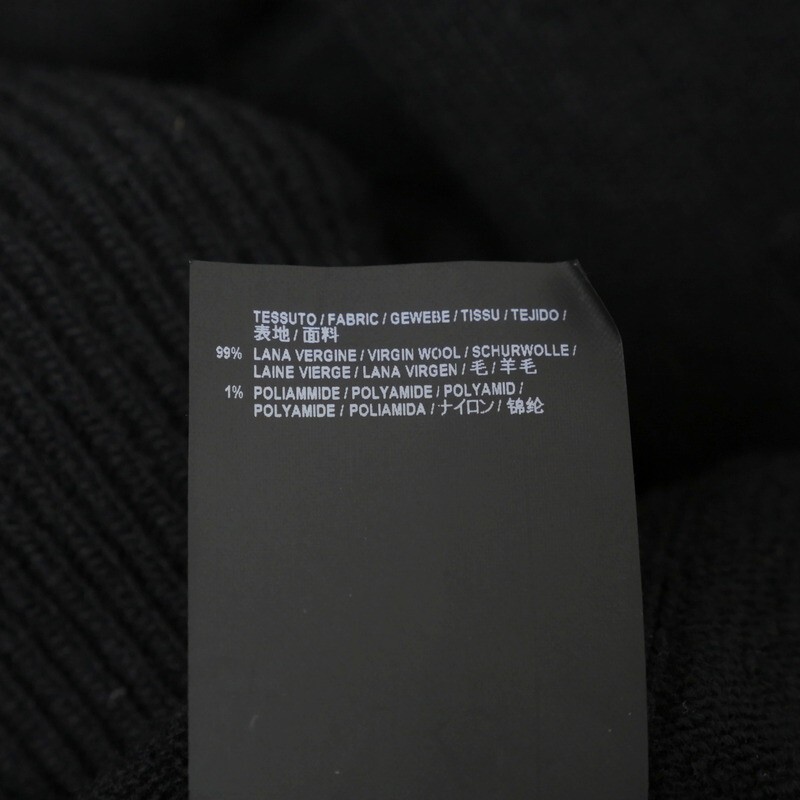 TESSUTO / FABRIC / GEWEBE / TISSU / TEJIDO /
表地 / 面料
99% LANA VERGINE / VIRGIN WOOL / SCHURWOLLE /
LAINE VIERGE / LANA VIRGEN / 毛 / 羊毛
1% POLIAMMIDE / POLYAMIDE / POLYAMID /
POLYAMIDE / POLIAMIDA / ナイロン / 锦纶